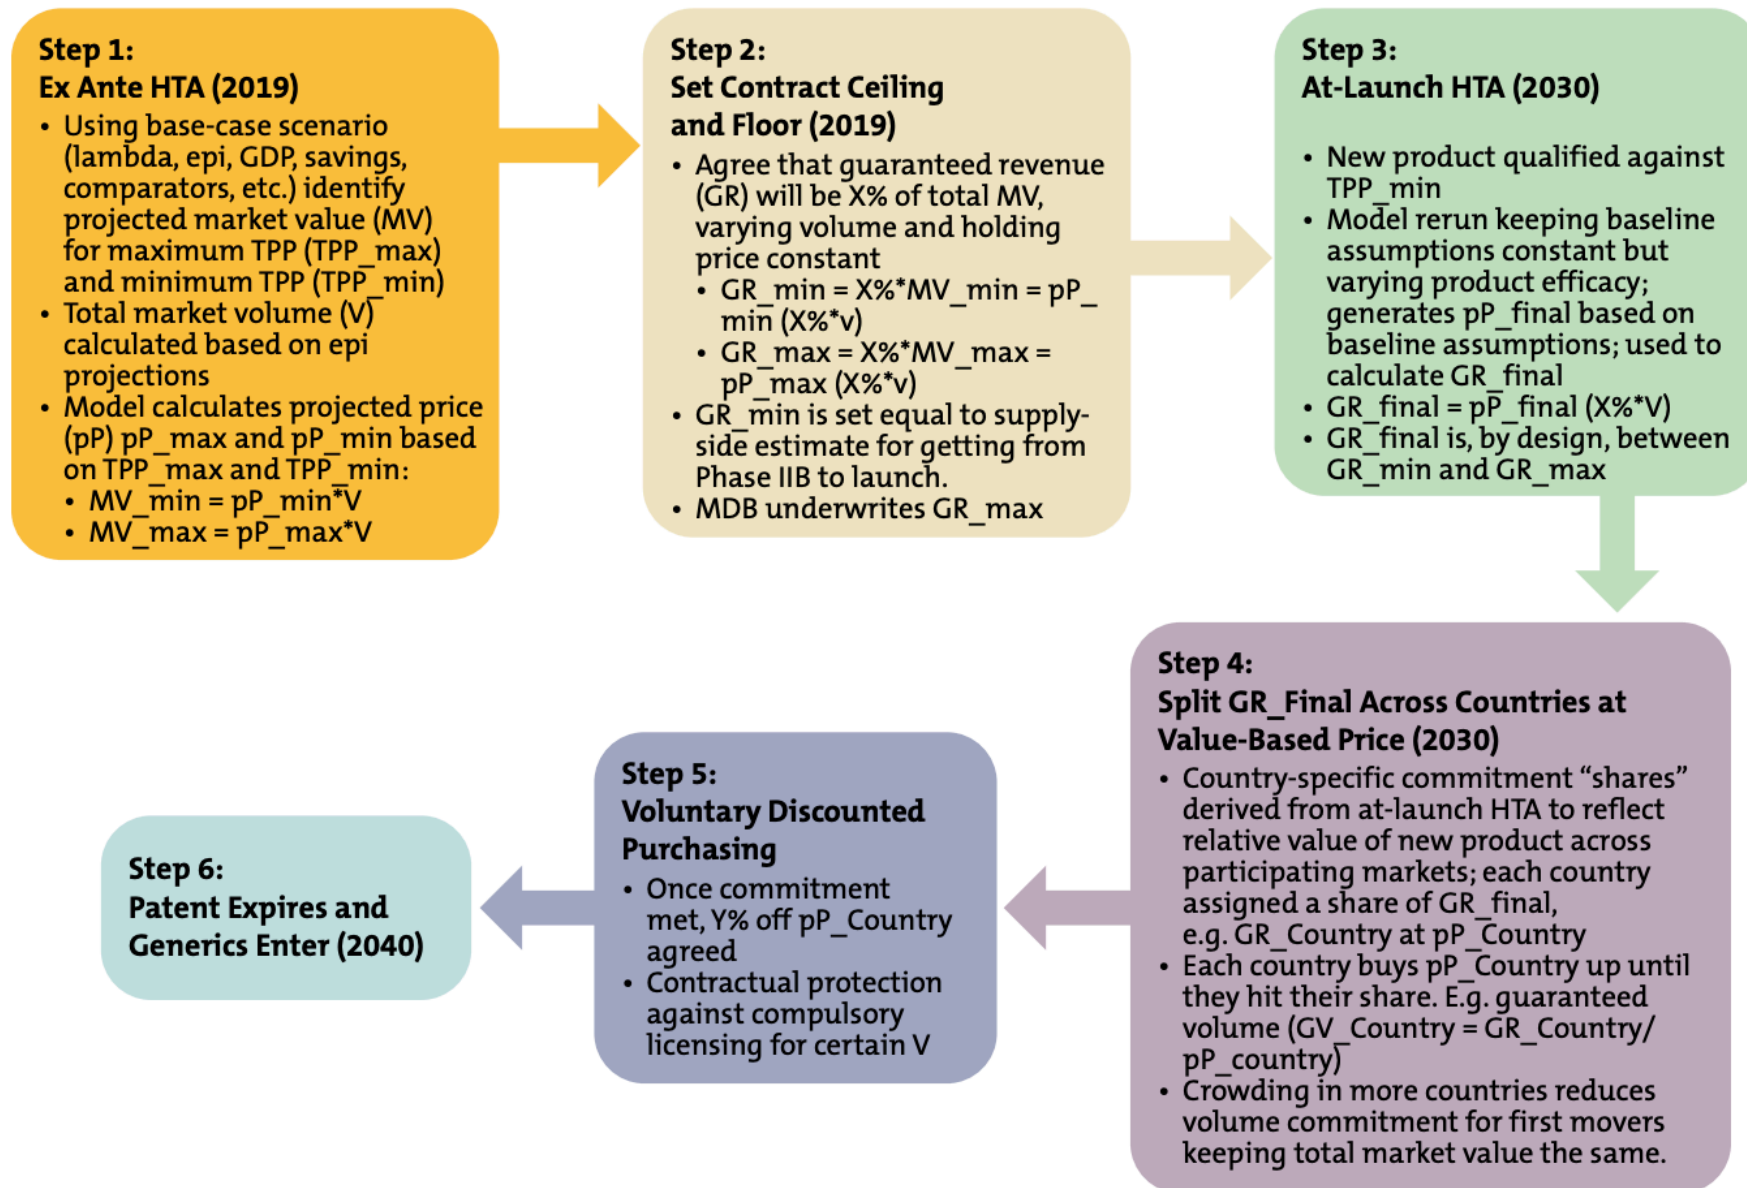 Step 1:
Ex Ante HTA (2019)
• Using base-case scenario
(lambda, epi, GDP, savings,
comparators, etc.) identify
projected market value (MV)
for maximum TPP (TPP_max)
and minimum TPP (TPP_min)
• Total market volume (V)
calculated based on epi
projections
• Model calculates projected price
(pP) pP_max and pP_min based
on TPP_max and TPP_min:
• MV_min = pP_min*V
• MV_max = pP_max*V
Step 2:
Set Contract Ceiling
and Floor (2019)
• Agree that guaranteed revenue
(GR) will be X% of total MV,
varying volume and holding
price constant
• GR_min = X%*MV_min = pP_
min (X%*v)
• GR_max = X%*MV_max =
pP_max (X%*v)
• GR_min is set equal to supply-
side estimate for getting from
Phase IIB to launch.
• MDB underwrites GR_max
Step 3:
At-Launch HTA (2030)
• New product qualified against
TPP_min
• Model rerun keeping baseline
assumptions constant but
varying product efficacy;
generates pP_final based on
baseline assumptions; used to
calculate GR_final
• GR_final = pP_final (X%*V)
• GR_final is, by design, between
GR_min and GR_max
Step 4:
Split GR_Final Across Countries at
Value-Based Price (2030)
• Country-specific commitment “shares”
derived from at-launch HTA to reflect
relative value of new product across
participating markets; each country
assigned a share of GR_final,
e.g. GR_Country at pP_Country
• Each country buys pP_Country up until
they hit their share. E.g. guaranteed
volume (GV_Country = GR_Country/
pP_country)
• Crowding in more countries reduces
volume commitment for first movers
keeping total market value the same.
Step 5:
Voluntary Discounted
Purchasing
• Once commitment
met, Y% off pP_Country
agreed
• Contractual protection
against compulsory
licensing for certain V
Step 6:
Patent Expires and
Generics Enter (2040)